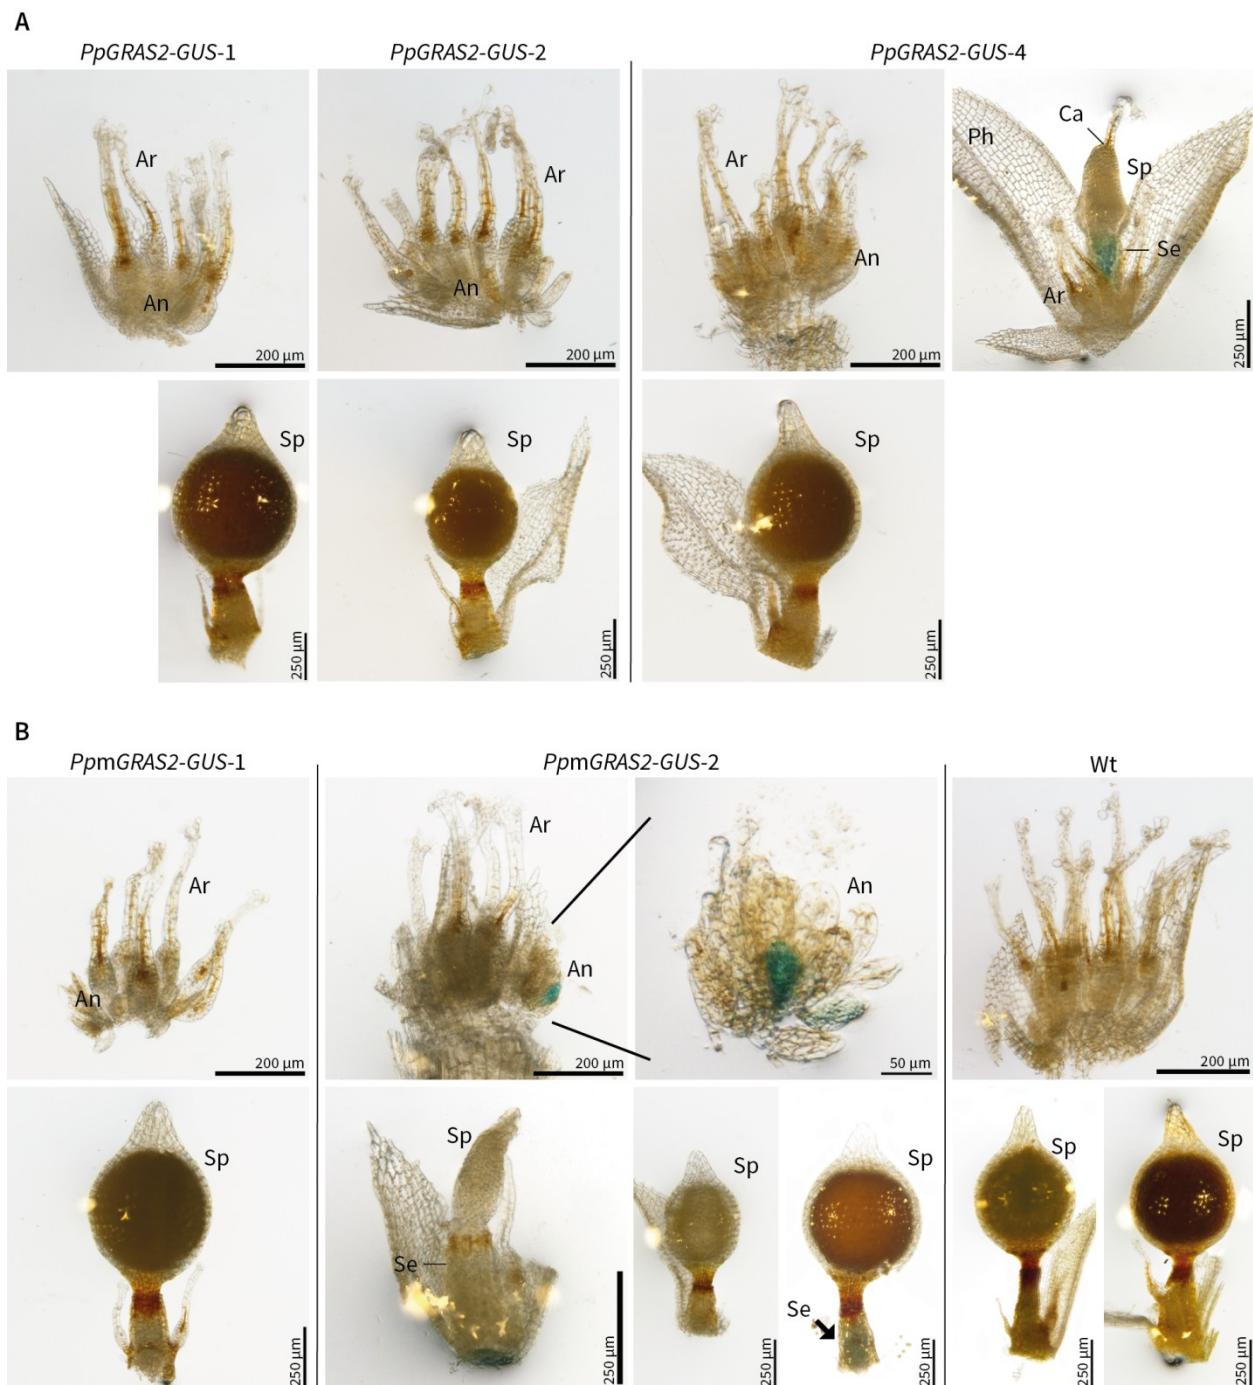 A
PpGRAS2-GUS-1
PpGRAS2-GUS-2
PpGRAS2-GUS-4
Ar
An
200 µm
Ar
An
200 µm
Ar
An
200 µm
Ca
Ph
Sp
Se
Ar
250 µm
Sp
250 µm
Sp
250 µm
Sp
250 µm
B
PpmGRAS2-GUS-1
PpmGRAS2-GUS-2
Wt
Ar
An
200 µm
Ar
An
200 µm
An
50 µm
200 µm
Sp
250 µm
Sp
Se
250 µm
Sp
250 µm
Sp
Se
250 µm
Sp
250 µm
Sp
250 µm